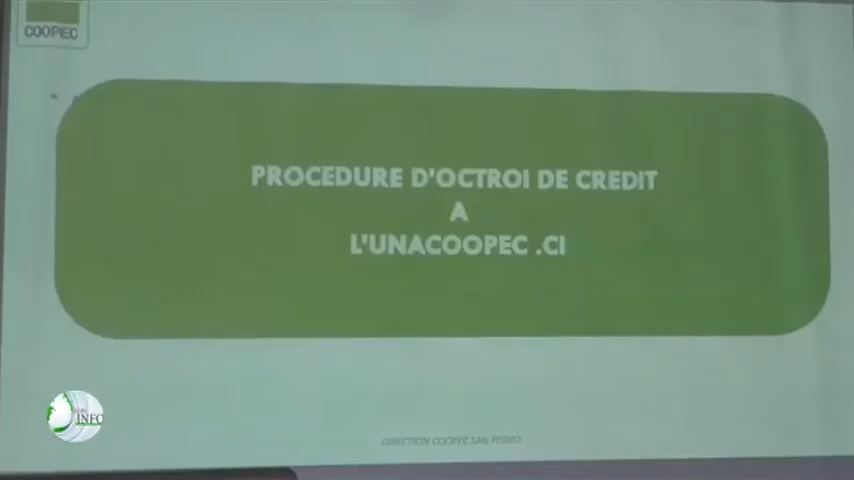 COOPEC
PROCEDURE D'OCTROI DE CREDIT
A
L'UNACOOPEC .CI
INFO
DIRECTION COOPEC SAN PEDRO